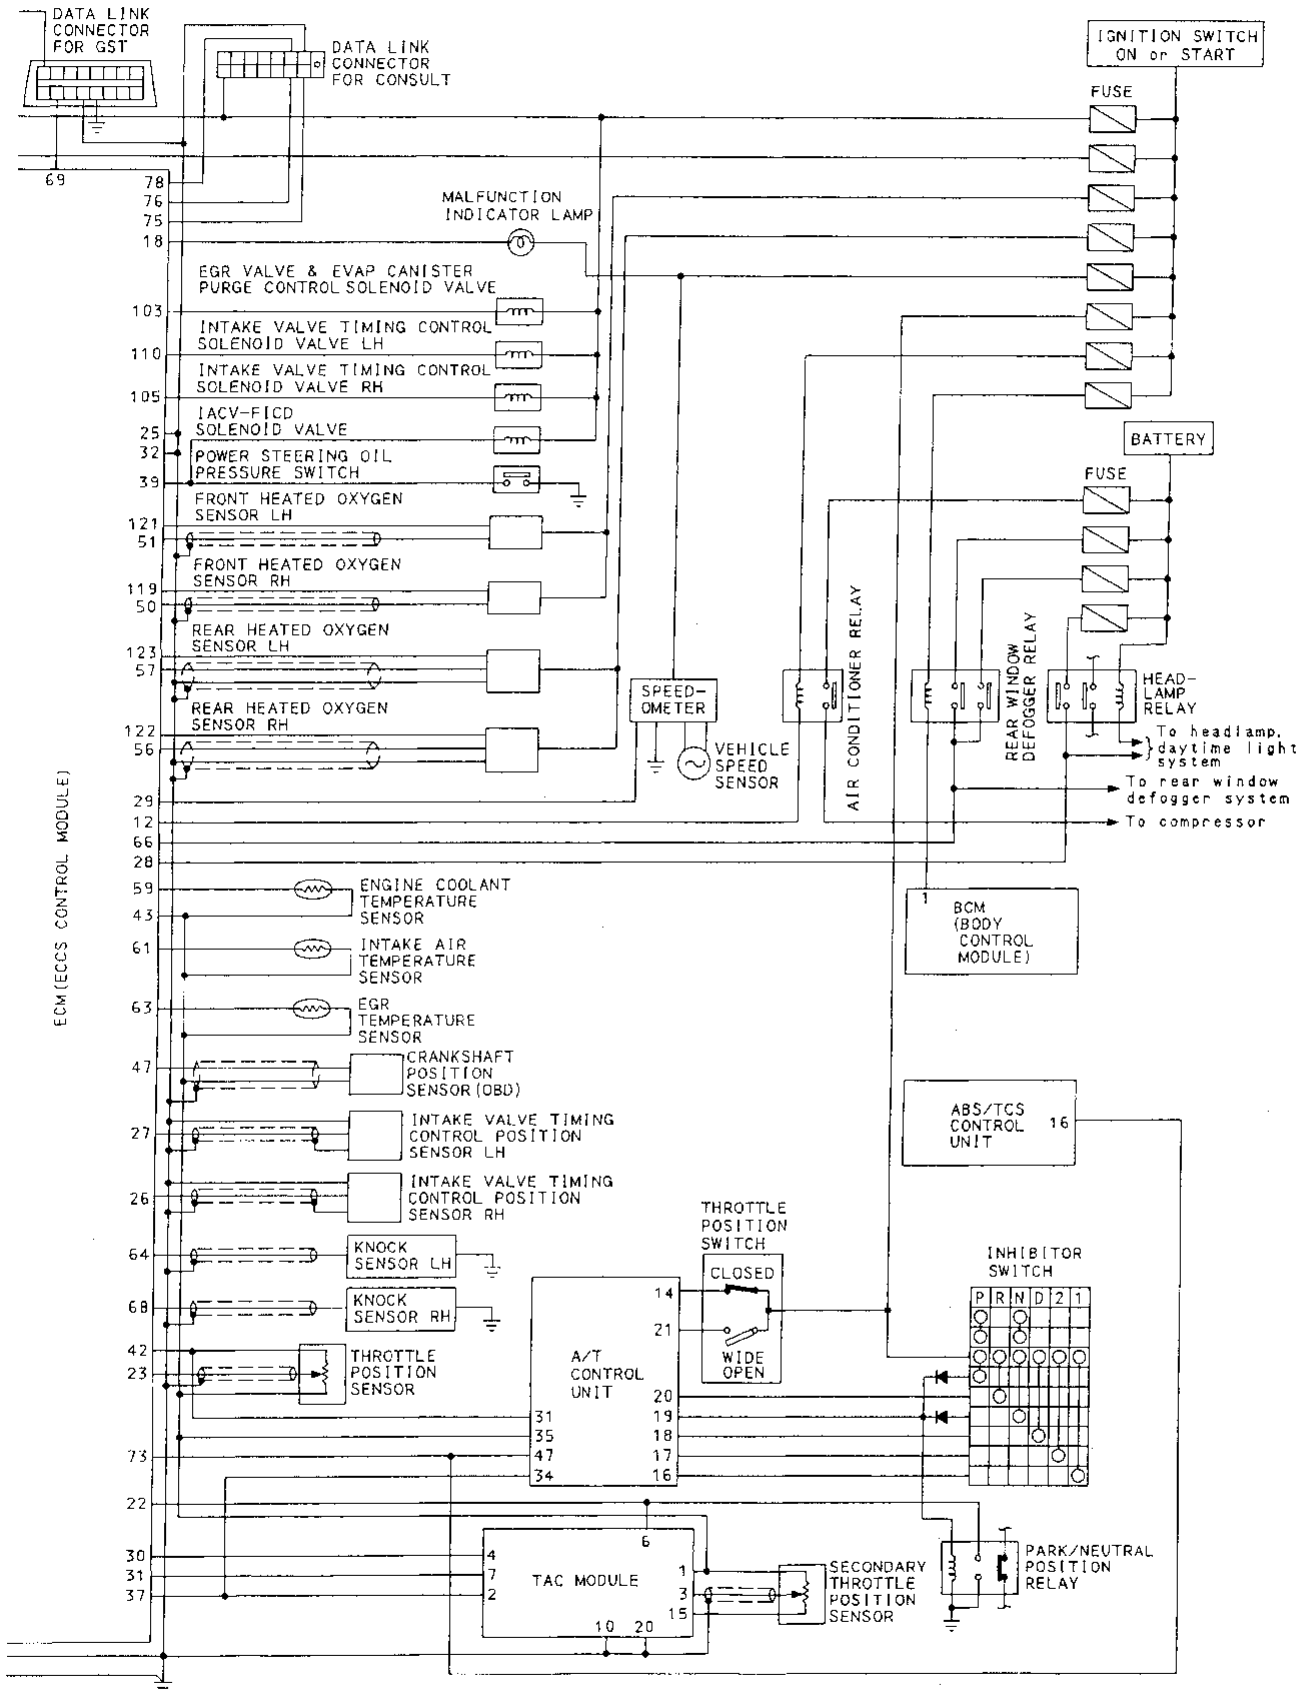 DATA LINK
CONNECTOR
FOR GST
DATA LINK
CONNECTOR
FOR CONSULT
IGNITION SWITCH
ON or START
FUSE
69
78
76
75
18
MALFUNCTION
INDICATOR LAMP
EGR VALVE & EVAP CANISTER
PURGE CONTROL SOLENOID VALVE
103
INTAKE VALVE TIMING CONTROL
SOLENOID VALVE LH
110
INTAKE VALVE TIMING CONTROL
SOLENOID VALVE RH
105
IACV-FICD
SOLENOID VALVE
25
32
POWER STEERING OIL
PRESSURE SWITCH
39
FRONT HEATED OXYGEN
SENSOR LH
121
51
FRONT HEATED OXYGEN
SENSOR RH
119
50
REAR HEATED OXYGEN
SENSOR LH
123
57
REAR HEATED OXYGEN
SENSOR RH
122
56
BATTERY
FUSE
SPEED-
OMETER
VEHICLE
SPEED
SENSOR
AIR CONDITIONER RELAY
REAR WINDOW
DEFOGGER RELAY
HEAD-
LAMP
RELAY
To headlamp,
daytime light
system
To rear window
defogger system
To compressor
29
12
66
28
ECM(ECCS CONTROL MODULE)
59
ENGINE COOLANT
TEMPERATURE
SENSOR
43
61
INTAKE AIR
TEMPERATURE
SENSOR
63
EGR
TEMPERATURE
SENSOR
1
BCM
(BODY
CONTROL
MODULE)
47
CRANKSHAFT
POSITION
SENSOR(OBD)
27
INTAKE VALVE TIMING
CONTROL POSITION
SENSOR LH
26
INTAKE VALVE TIMING
CONTROL POSITION
SENSOR RH
ABS/TCS
CONTROL
UNIT
16
64
KNOCK
SENSOR LH
68
KNOCK
SENSOR RH
42
23
THROTTLE
POSITION
SENSOR
THROTTLE
POSITION
SWITCH
CLOSED
WIDE
OPEN
INHIBITOR
SWITCH
P R N D 2 1
A/T
CONTROL
UNIT
14
21
20
19
18
17
16
31
35
47
34
73
22
30
31
37
TAC MODULE
4
7
2
6
1
3
15
10 20
SECONDARY
THROTTLE
POSITION
SENSOR
PARK/NEUTRAL
POSITION
RELAY